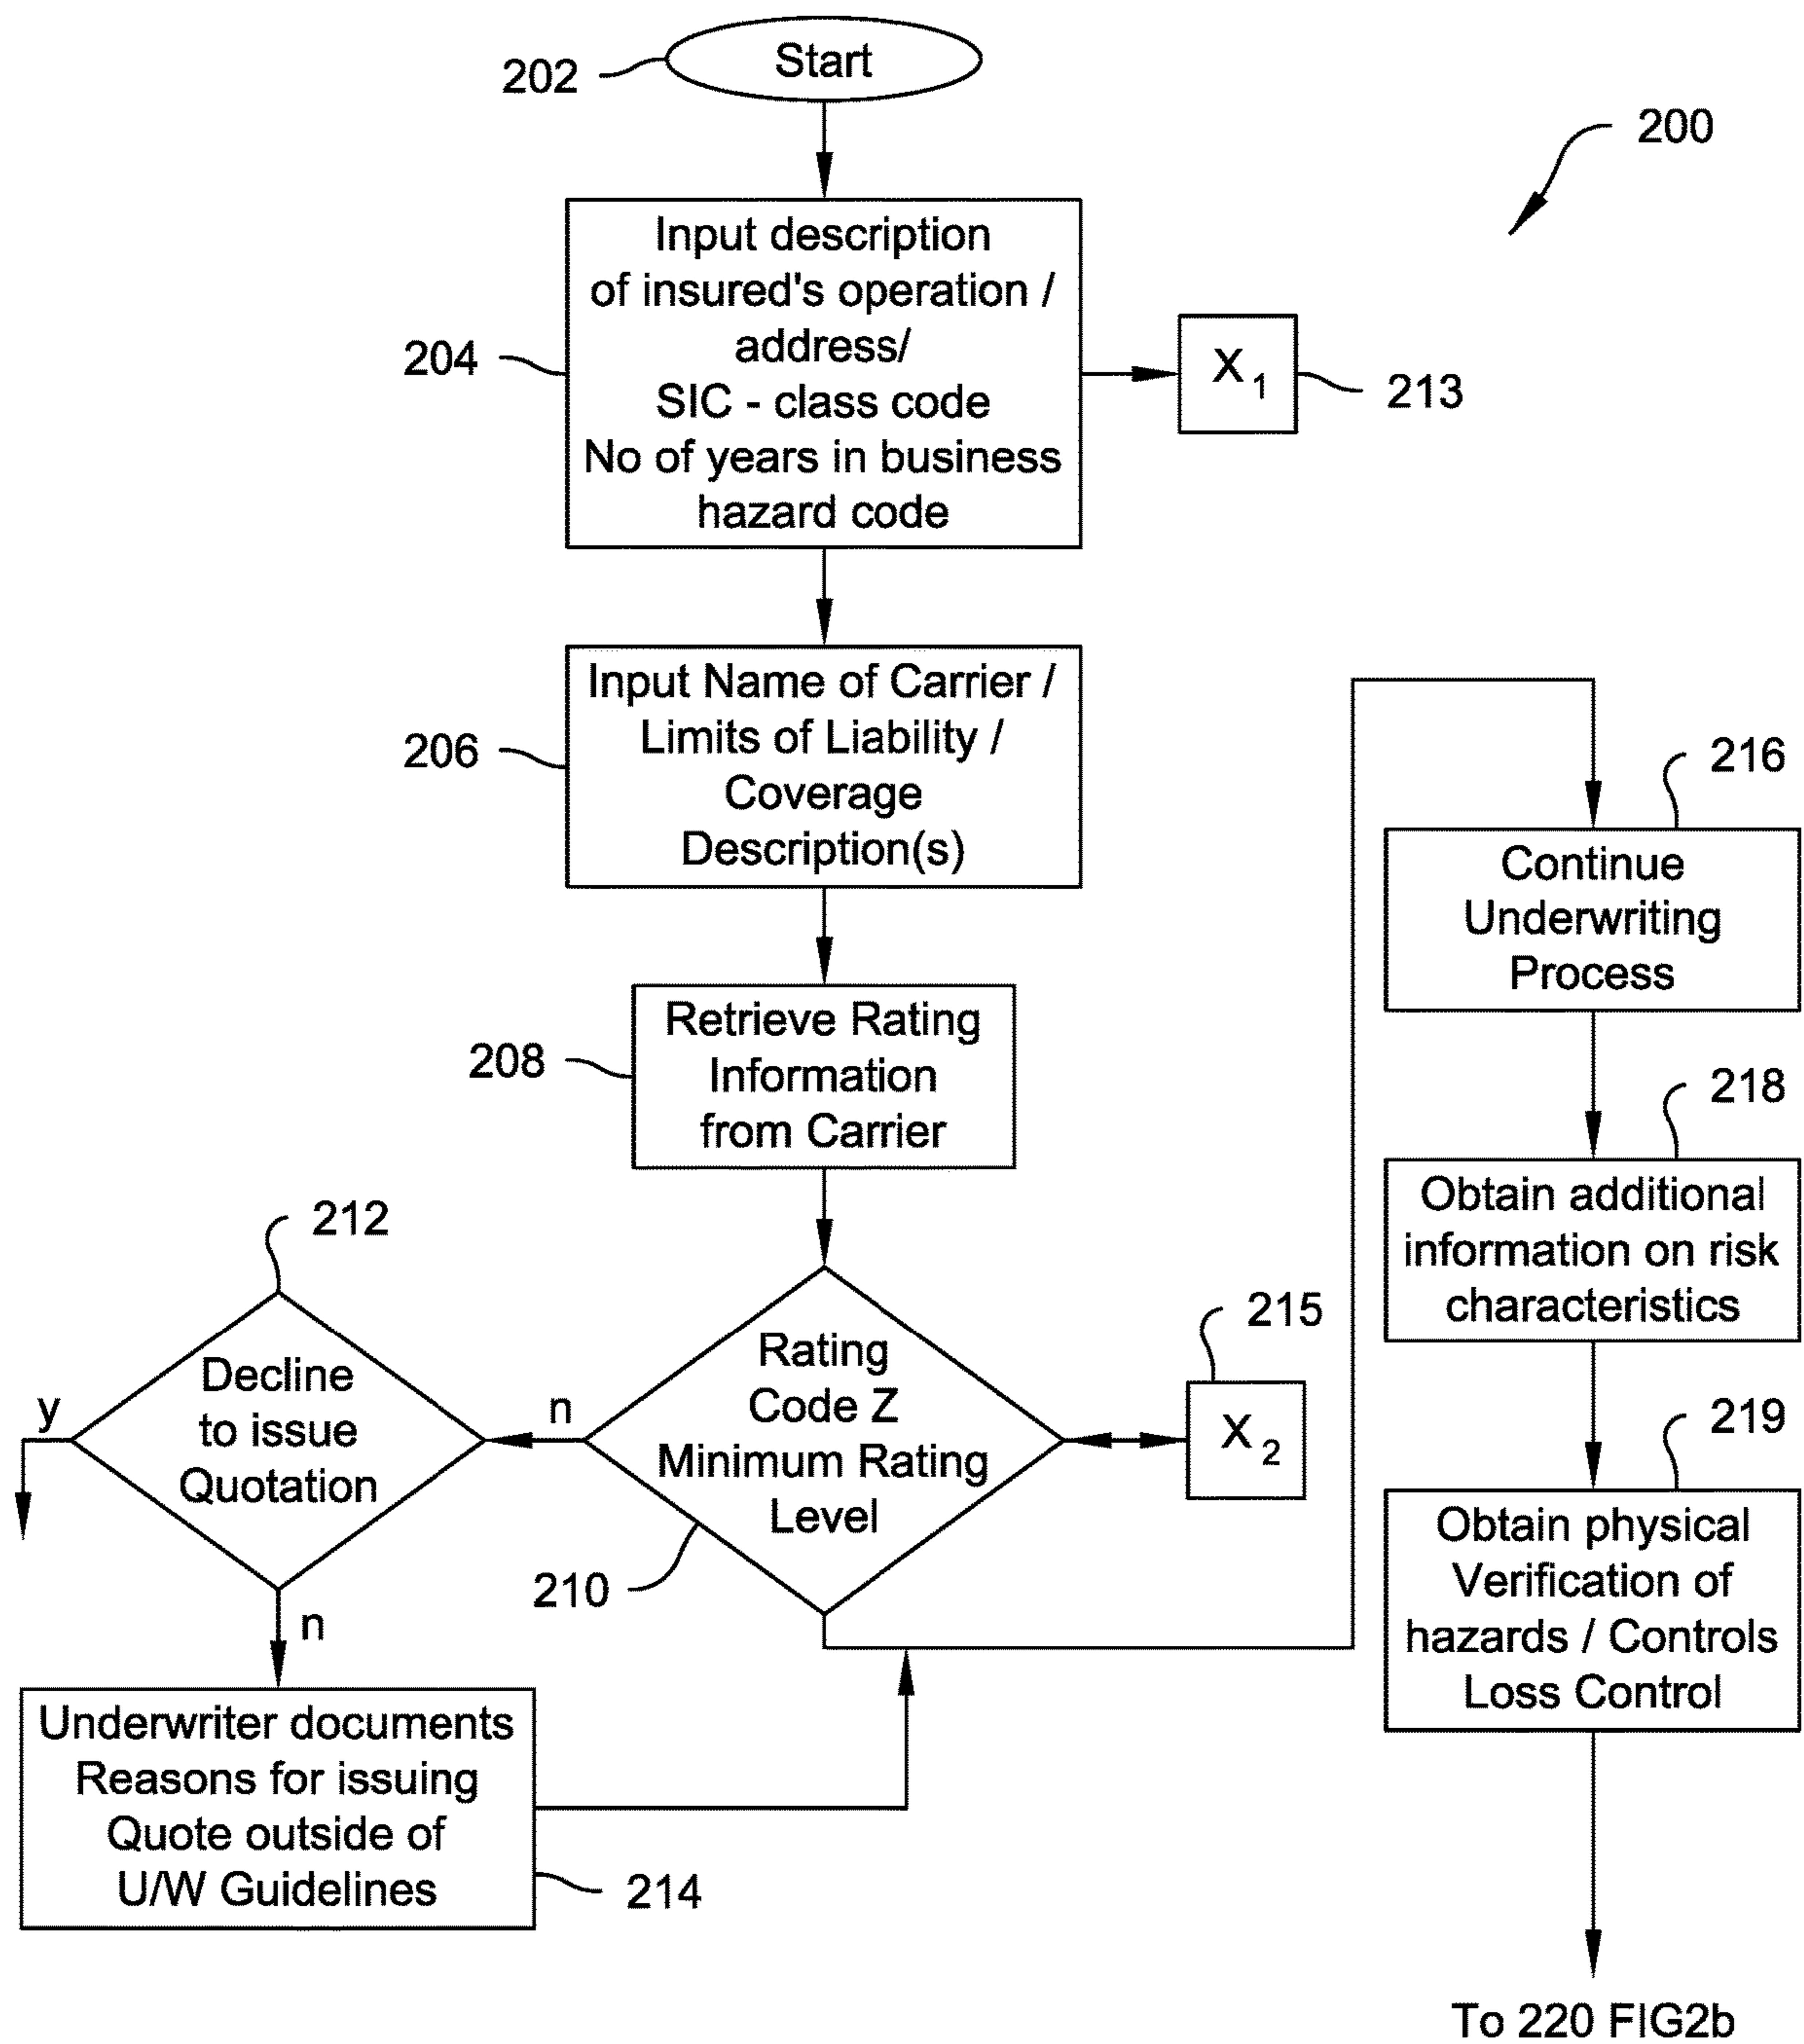 202
Start
200
204
Input description
of insured's operation /
address/
SIC - class code
No of years in business
hazard code
X 1
213
206
Input Name of Carrier /
Limits of Liability /
Coverage
Description(s)
208
Retrieve Rating
Information
from Carrier
210
Rating
Code Z
Minimum Rating
Level
215
X 2
n
212
Decline
to issue
Quotation
y
n
Underwriter documents
Reasons for issuing
Quote outside of
U/W Guidelines
214
216
Continue
Underwriting
Process
218
Obtain additional
information on risk
characteristics
219
Obtain physical
Verification of
hazards / Controls
Loss Control
To 220 FIG2b